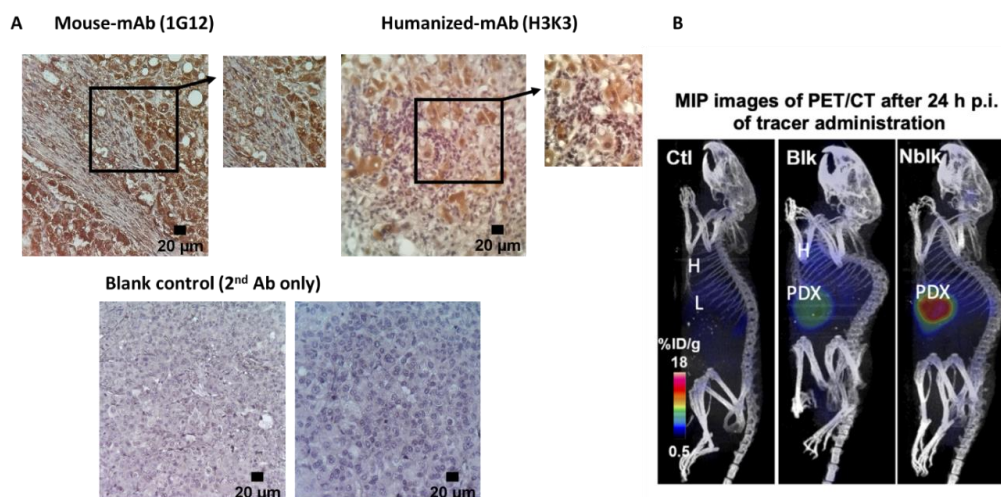 A
Mouse-mAb (1G12)
Humanized-mAb (H3K3)
B
20 µm
20 µm
Blank control (2nd Ab only)
20 µm
20 µm
MIP images of PET/CT after 24 h p.i.
of tracer administration
Ctl
Blk
Nblk
H
H
L
PDX
PDX
%ID/g
18
0.5